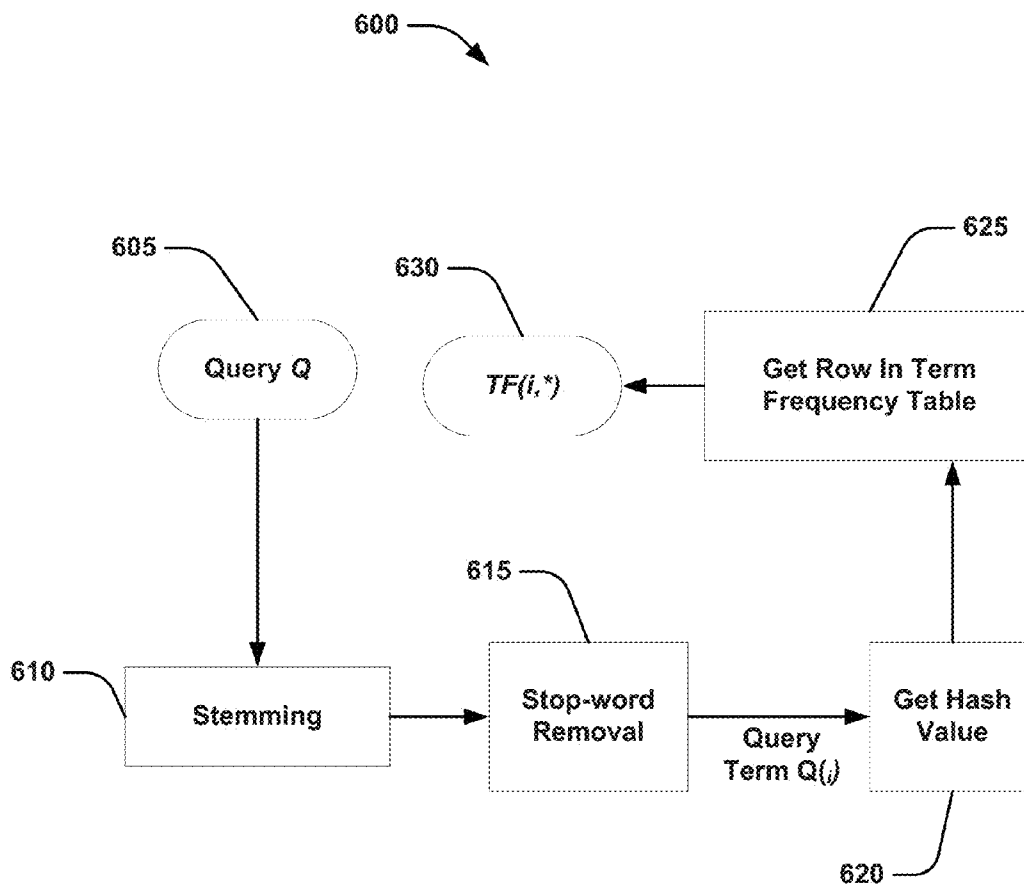 600
605
630
625
Query Q
TF(i,*)
Get Row In Term
Frequency Table
615
610
Stemming
Stop-word
Removal
Query
Term Q(i)
Get Hash
Value
620